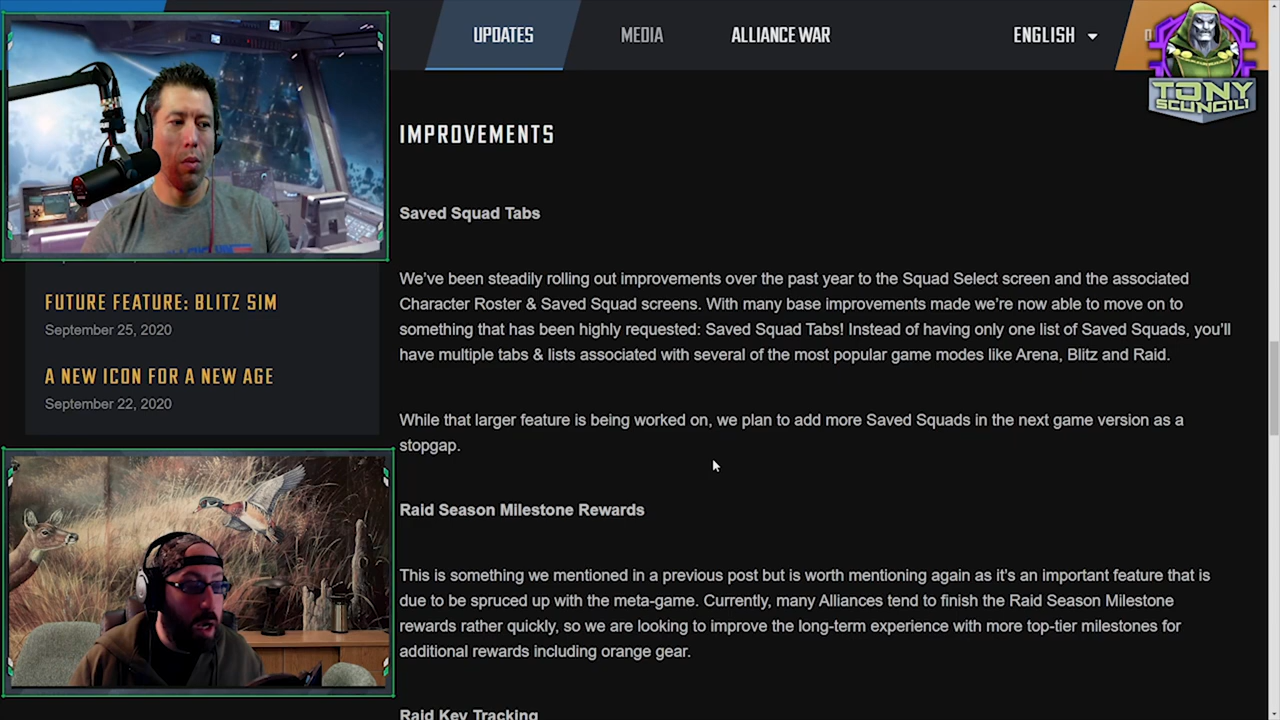 UPDATES
MEDIA
ALLIANCE WAR
ENGLISH
TONY
SCUNGILI
IMPROVEMENTS
Saved Squad Tabs
We've been steadily rolling out improvements over the past year to the Squad Select screen and the associated
Character Roster & Saved Squad screens. With many base improvements made we're now able to move on to
something that has been highly requested: Saved Squad Tabs! Instead of having only one list of Saved Squads, you'll
have multiple tabs & lists associated with several of the most popular game modes like Arena, Blitz and Raid.
While that larger feature is being worked on, we plan to add more Saved Squads in the next game version as a
stopgap.
Raid Season Milestone Rewards
This is something we mentioned in a previous post but is worth mentioning again as it's an important feature that is
due to be spruced up with the meta-game. Currently, many Alliances tend to finish the Raid Season Milestone
rewards rather quickly, so we are looking to improve the long-term experience with more top-tier milestones for
additional rewards including orange gear.
Raid Key Tracking
FUTURE FEATURE: BLITZ SIM
September 25, 2020
A NEW ICON FOR A NEW AGE
September 22, 2020